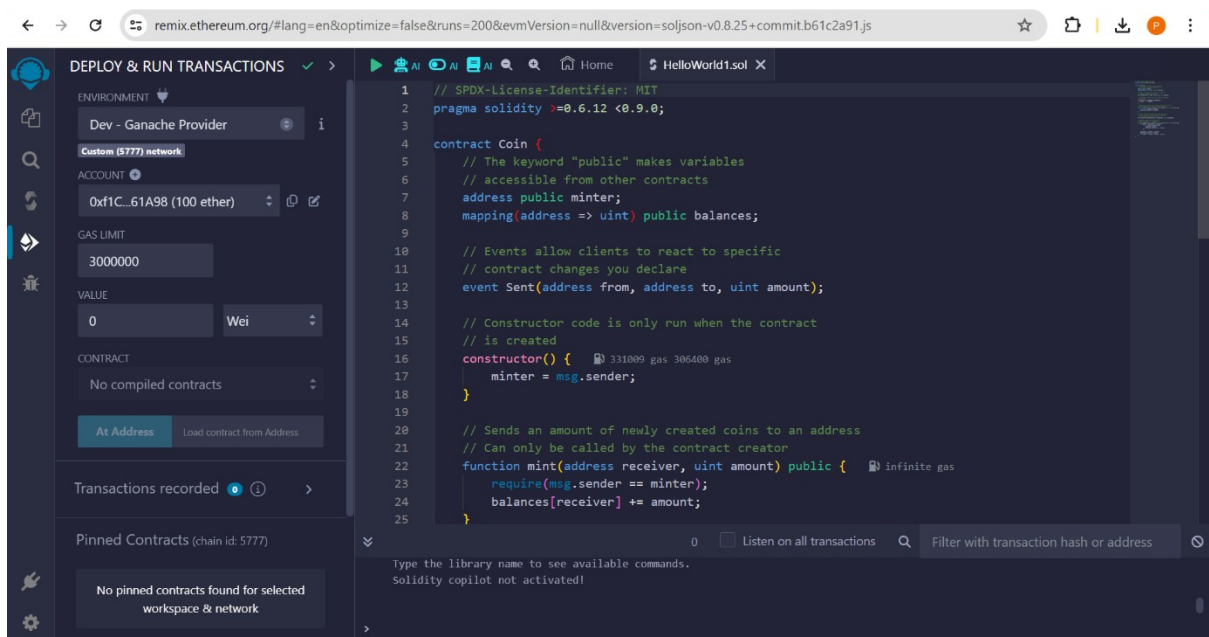 remix.ethereum.org/#lang=en&optimize=false&runs=200&evmVersion=null&version=soljson-v0.8.25+commit.b61c2a91.js
P
DEPLOY & RUN TRANSACTIONS
ENVIRONMENT
Dev - Ganache Provider
i
Custom (5777) network
ACCOUNT
0xf1C...61A98 (100 ether)
GAS LIMIT
3000000
VALUE
0 Wei
CONTRACT
No compiled contracts
At Address Load contract from Address
Transactions recorded 0 i
Pinned Contracts (chain id: 5777)
No pinned contracts found for selected
workspace & network
AI AI AI Home HelloWorld1.sol
1 // SPDX-License-Identifier: MIT
2 pragma solidity >=0.6.12 <0.9.0;
3
4 contract Coin {
5 // The keyword "public" makes variables
6 // accessible from other contracts
7 address public minter;
8 mapping(address => uint) public balances;
9
10 // Events allow clients to react to specific
11 // contract changes you declare
12 event Sent(address from, address to, uint amount);
13
14 // Constructor code is only run when the contract
15 // is created
16 constructor() { 331009 gas 306400 gas
17 minter = msg.sender;
18 }
19
20 // Sends an amount of newly created coins to an address
21 // Can only be called by the contract creator
22 function mint(address receiver, uint amount) public { infinite gas
23 require(msg.sender == minter);
24 balances[receiver] += amount;
25 }
0 Listen on all transactions Filter with transaction hash or address
Type the library name to see available commands.
Solidity copilot not activated!
>